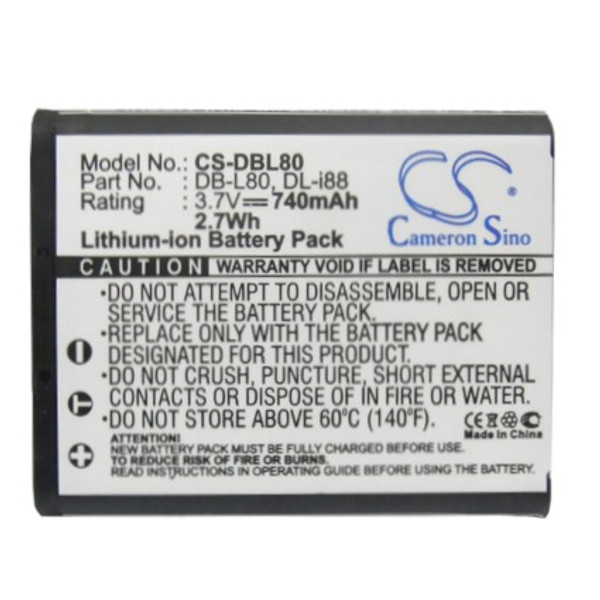 Model No.: CS-DBL80
Part No.: DB-L80, DL-i88
Rating : 3.7V 740mAh
2.7Wh
Lithium-ion Battery Pack
CS
Cameron Sino
CAUTION WARRANTY VOID IF LABEL IS REMOVED
•DO NOT ATTEMPT TO DISASSEMBLE, OPEN OR
SERVICE THE BATTERY PACK.
•REPLACE ONLY WITH THE BATTERY PACK
DESIGNATED FOR THIS PRODUCT.
•DO NOT CRUSH, PUNCTURE, SHORT EXTERNAL
CONTACTS OR DISPOSE OF IN FIRE OR WATER.
•DO NOT STORE ABOVE 60°C (140°F).
CE
Made In China
ATTENTION!
NEW BATTERY PACK MUST BE FULLY CHARGED BEFORE USE.
TO REDUCE RISK OF FIRE OR BURNS,
READ INSTRUCTIONS IN OPERATING GUIDE BEFORE USE.